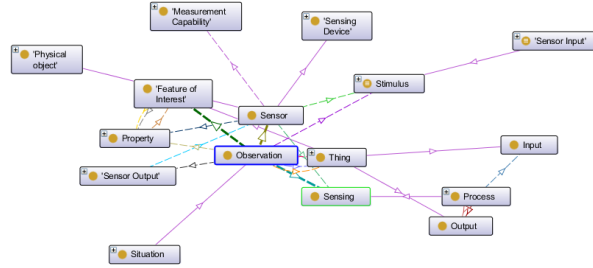 'Measurement
Capability'
'Sensing
Device'
'Sensor Input'
'Physical
object'
'Feature of
Interest'
Stimulus
Sensor
Property
Input
Observation
Thing
'Sensor Output'
Sensing
Process
Output
Situation